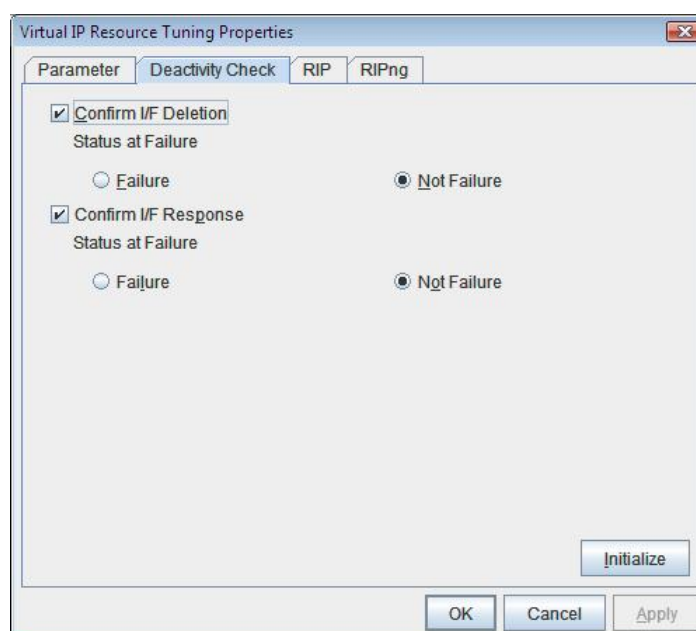 Virtual IP Resource Tuning Properties
Parameter Deactivity Check RIP RIPng
Confirm I/F Deletion
Status at Failure
Failure Not Failure
Confirm I/F Response
Status at Failure
Failure Not Failure
Initialize
OK Cancel Apply